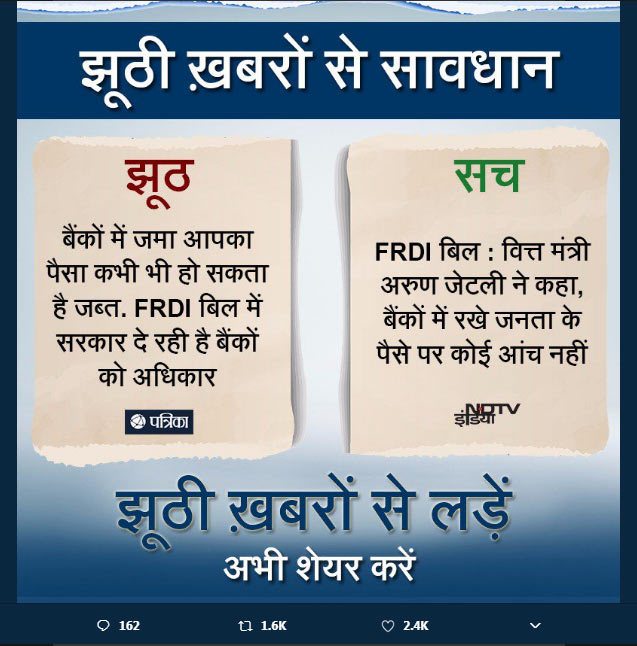 झूठी ख़बरों से सावधान
झूठ
बैंकों में जमा आपका
पैसा कभी भी हो सकता
है जब्त. FRDI बिल में
सरकार दे रही है बैंकों
को अधिकार
पत्रिका
सच
FRDI बिल : वित्त मंत्री
अरुण जेटली ने कहा,
बैंकों में रखे जनता के
पैसे पर कोई आंच नहीं
NDTV
इंडिया
झूठी ख़बरों से लड़ें
अभी शेयर करें
162 1.6K 2.4K